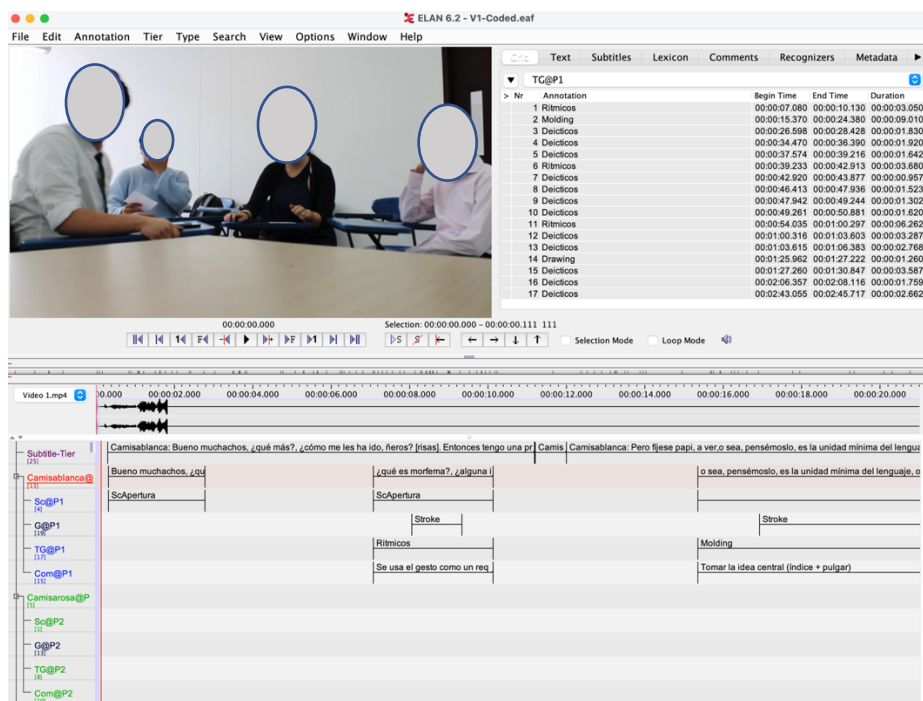 ELAN 6.2 - V1-Coded.eaf
File Edit Annotation Tier Type Search View Options Window Help
Grid Text Subtitles Lexicon Comments Recognizers Metadata
TG@P1
> Nr Annotation Begin Time End Time Duration
1 Ritmicos 00:00:07.080 00:00:10.130 00:00:03.050
2 Molding 00:00:15.370 00:00:24.380 00:00:09.010
3 Deicticos 00:00:26.598 00:00:28.428 00:00:01.830
4 Deicticos 00:00:34.470 00:00:36.390 00:00:01.920
5 Deicticos 00:00:37.574 00:00:39.216 00:00:01.642
6 Ritmicos 00:00:39.233 00:00:42.913 00:00:03.680
7 Deicticos 00:00:42.920 00:00:43.877 00:00:00.957
8 Deicticos 00:00:46.413 00:00:47.936 00:00:01.523
9 Deicticos 00:00:47.942 00:00:49.244 00:00:01.302
10 Deicticos 00:00:49.261 00:00:50.881 00:00:01.620
11 Ritmicos 00:00:54.035 00:01:00.297 00:00:06.262
12 Deicticos 00:01:00.316 00:01:03.603 00:00:03.287
13 Deicticos 00:01:03.615 00:01:06.383 00:00:02.768
14 Drawing 00:01:25.962 00:01:27.222 00:00:01.260
15 Deicticos 00:01:27.260 00:01:30.847 00:00:03.587
16 Deicticos 00:02:06.357 00:02:08.116 00:00:01.759
17 Deicticos 00:02:43.055 00:02:45.717 00:00:02.662
00:00:00.000 Selection: 00:00:00.000 - 00:00:00.111 111
Selection Mode Loop Mode
Video 1.mp4 00:00:02.000 00:00:04.000 00:00:06.000 00:00:08.000 00:00:10.000 00:00:12.000 00:00:14.000 00:00:16.000 00:00:18.000 00:00:20.000
Subtitle-Tier Camisablanca: Bueno muchachos, ¿qué más?, ¿cómo me les ha ido, ñeros? [risas]. Entonces tengo una pr Camis Camisablanca: Pero fíjese papi, a ver,o sea, pensémoslo, es la unidad mínima del lengua
[25]
Camisablanca@ Bueno muchachos, ¿qu ¿qué es morfema?, ¿alguna i o sea, pensémoslo, es la unidad mínima del lenguaje, o
[13]
Sc@P1 ScApertura ScApertura
[4]
G@P1 Stroke Stroke
[19]
TG@P1 Ritmicos Molding
[17]
Com@P1 Se usa el gesto como un req Tomar la idea central (índice + pulgar)
[15]
Camisarosa@P
[5]
Sc@P2
[1]
G@P2
[13]
TG@P2
[8]
Com@P2